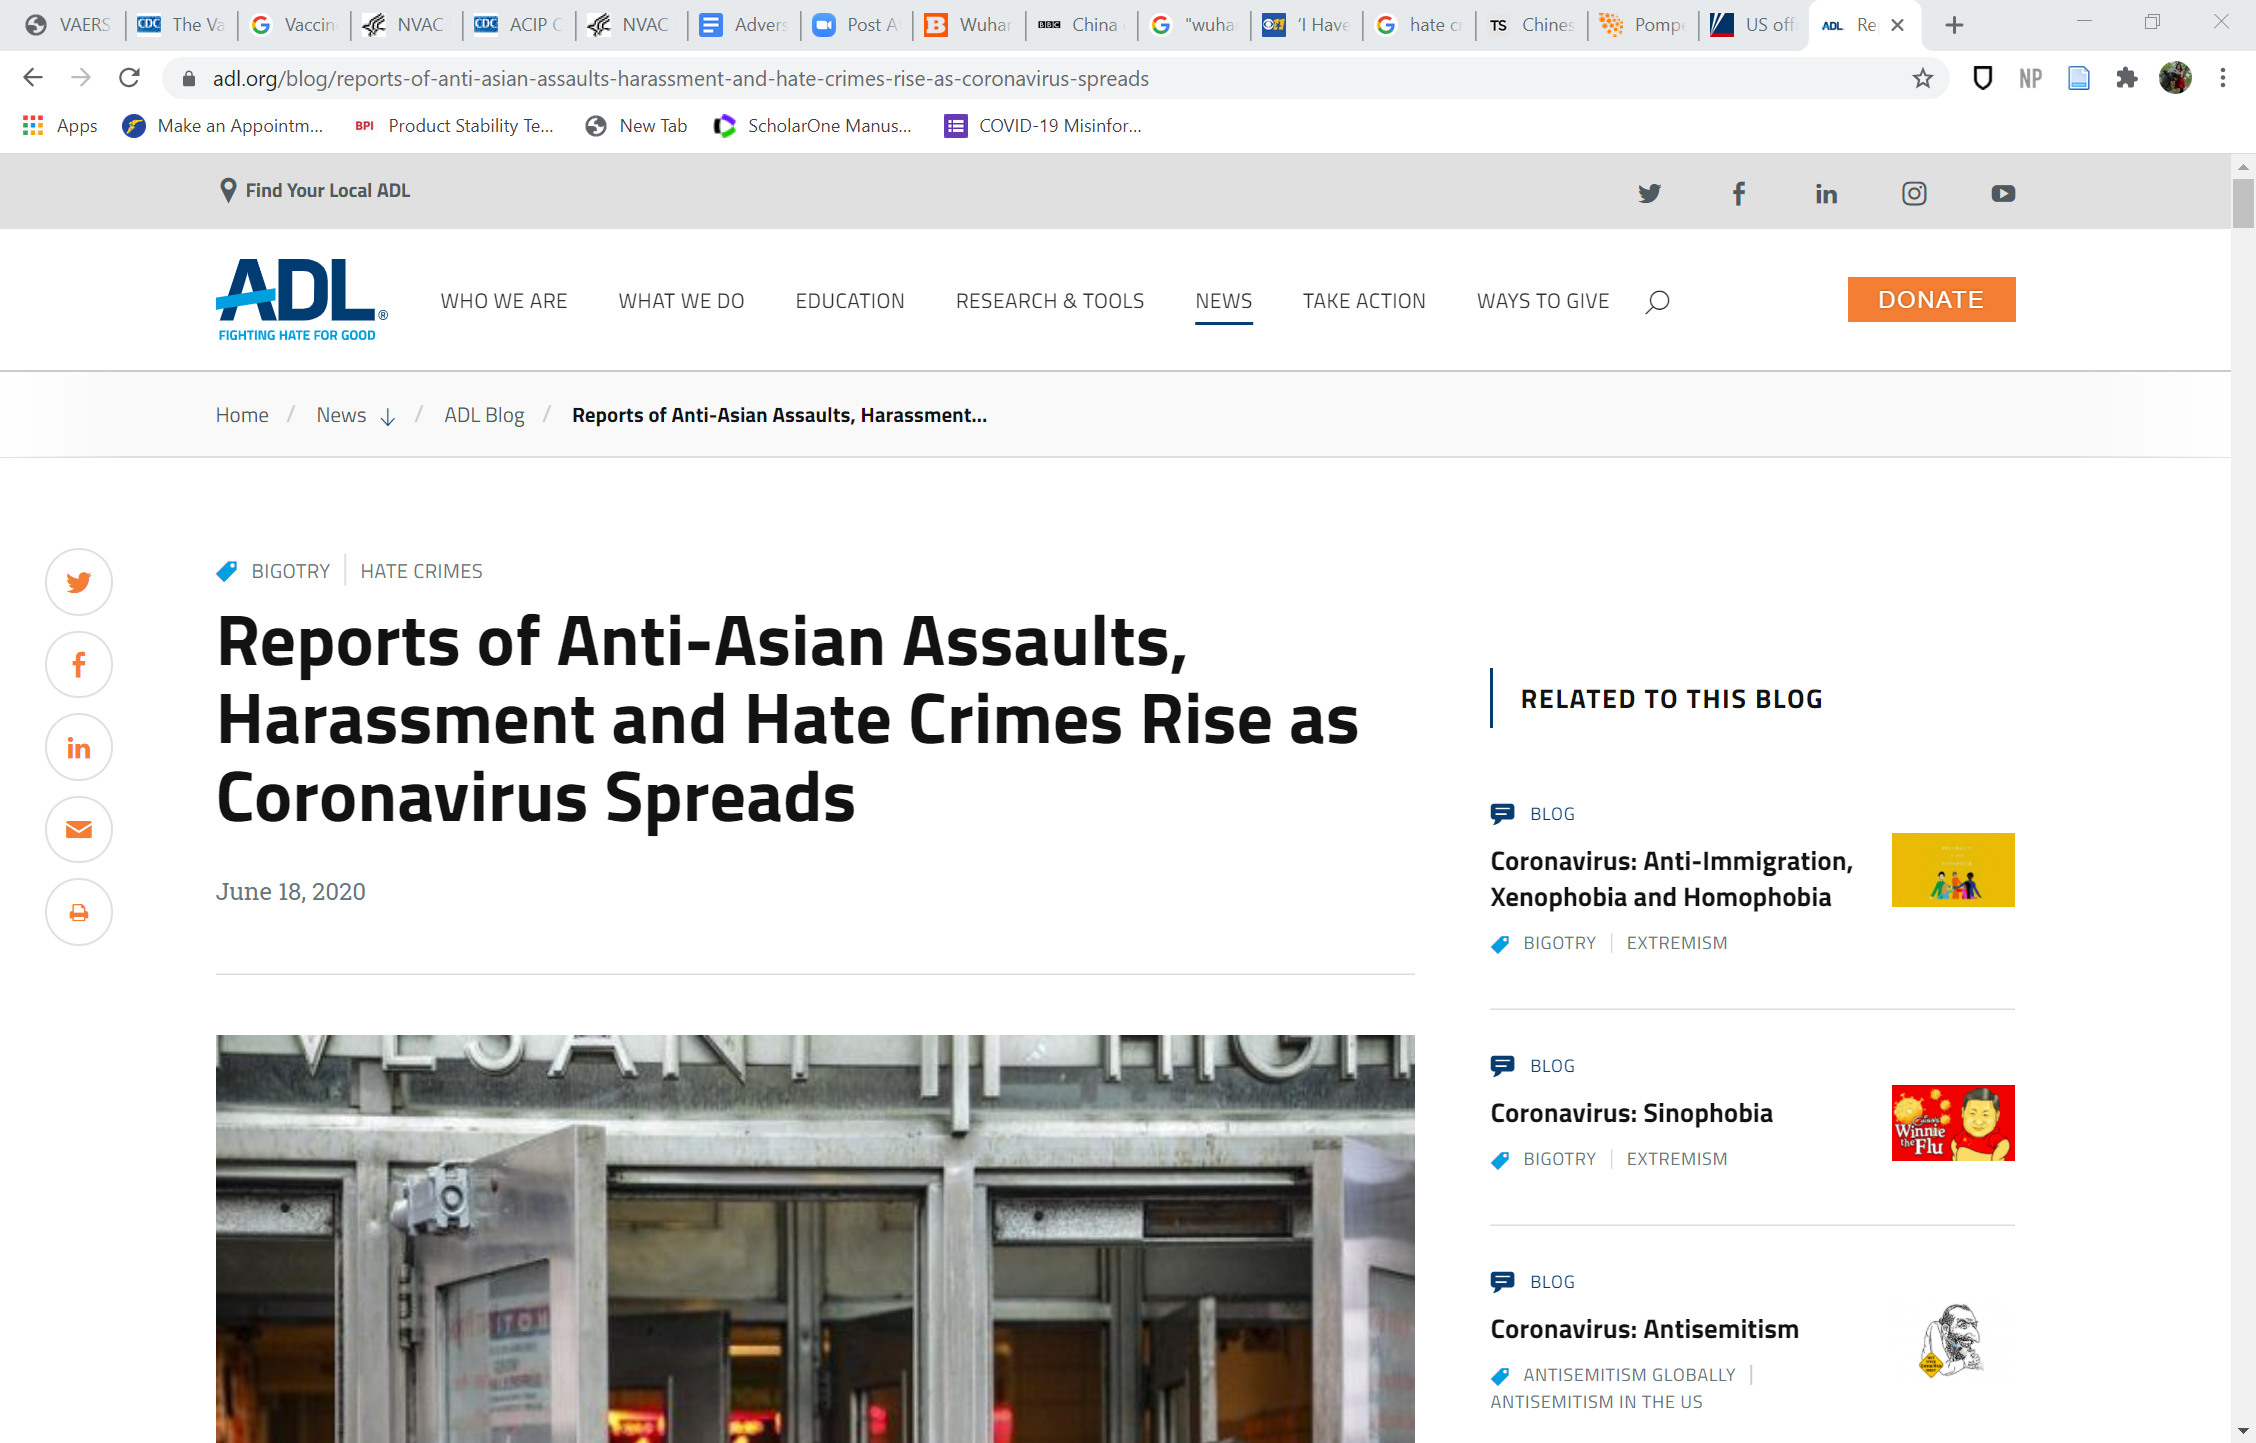 VAERS
The Va
Vaccin
NVAC
ACIP C
NVAC
Advers
Post A
Wuhan
China
"wuha
'I Have
hate cr
Chines
Pompe
US off
Re
adl.org/blog/reports-of-anti-asian-assaults-harassment-and-hate-crimes-rise-as-coronavirus-spreads
NP
Apps
Make an Appointm...
BPI Product Stability Te...
New Tab
ScholarOne Manus...
COVID-19 Misinfor...
Find Your Local ADL
ADL®
FIGHTING HATE FOR GOOD
WHO WE ARE
WHAT WE DO
EDUCATION
RESEARCH & TOOLS
NEWS
TAKE ACTION
WAYS TO GIVE
DONATE
Home / News / ADL Blog / Reports of Anti-Asian Assaults, Harassment...
BIGOTRY | HATE CRIMES
Reports of Anti-Asian Assaults,
Harassment and Hate Crimes Rise as
Coronavirus Spreads
June 18, 2020
VESANT HIGH
RELATED TO THIS BLOG
BLOG
Coronavirus: Anti-Immigration,
Xenophobia and Homophobia
BIGOTRY | EXTREMISM
BLOG
Coronavirus: Sinophobia
BIGOTRY | EXTREMISM
Winnie
the Flu
BLOG
Coronavirus: Antisemitism
ANTISEMITISM GLOBALLY |
ANTISEMITISM IN THE US